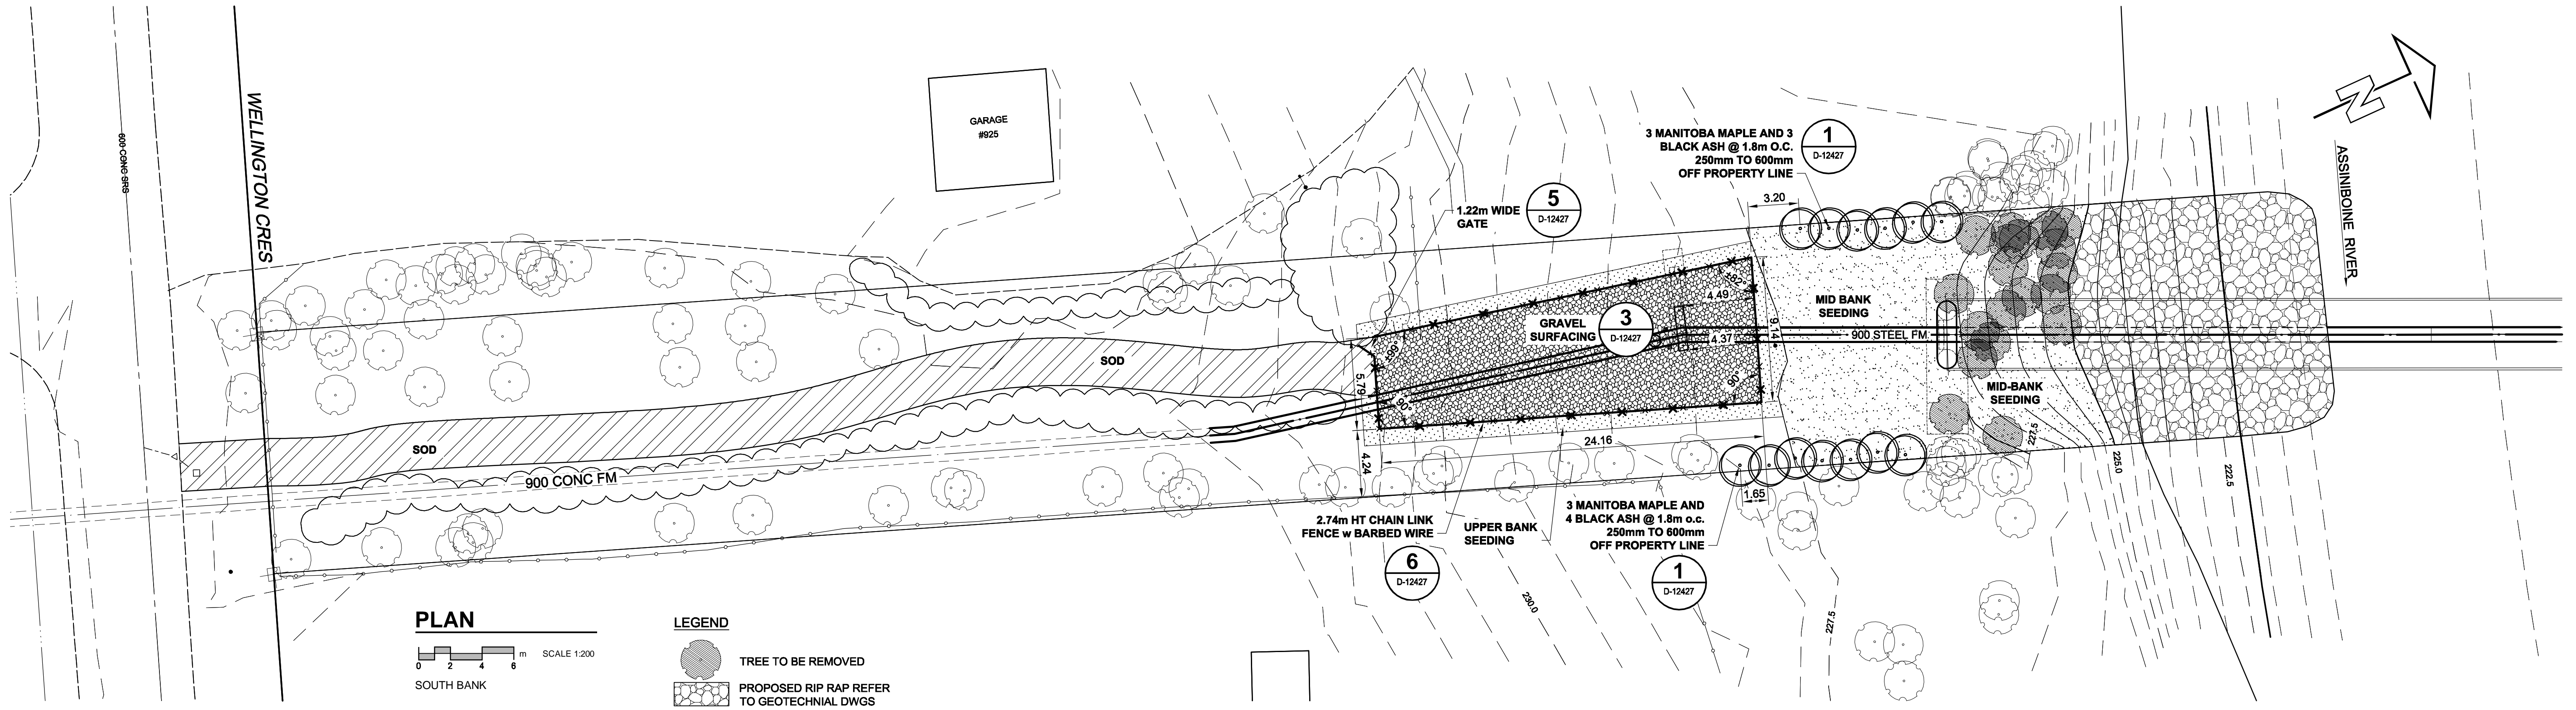 WELLINGTON CRES
600 CONC SRS
GARAGE
#925
SOD
SOD
900 CONC FM
1.22m WIDE
GATE
5
D-12427
3 MANITOBA MAPLE AND 3
BLACK ASH @ 1.8m O.C.
250mm TO 600mm
OFF PROPERTY LINE
1
D-12427
3.20
GRAVEL
SURFACING
3
D-12427
4.49
4.37
9.14
90°
90°
5.79
4.24
24.16
1.65
MID BANK
SEEDING
900 STEEL FM
MID-BANK
SEEDING
227.5
225.0
222.5
N
ASSINIBOINE RIVER
2.74m HT CHAIN LINK
FENCE w BARBED WIRE
6
D-12427
UPPER BANK
SEEDING
3 MANITOBA MAPLE AND
4 BLACK ASH @ 1.8m o.c.
250mm TO 600mm
OFF PROPERTY LINE
1
D-12427
230.0
227.5
PLAN
0 2 4 6 m SCALE 1:200
SOUTH BANK
LEGEND
TREE TO BE REMOVED
PROPOSED RIP RAP REFER
TO GEOTECHNIAL DWGS